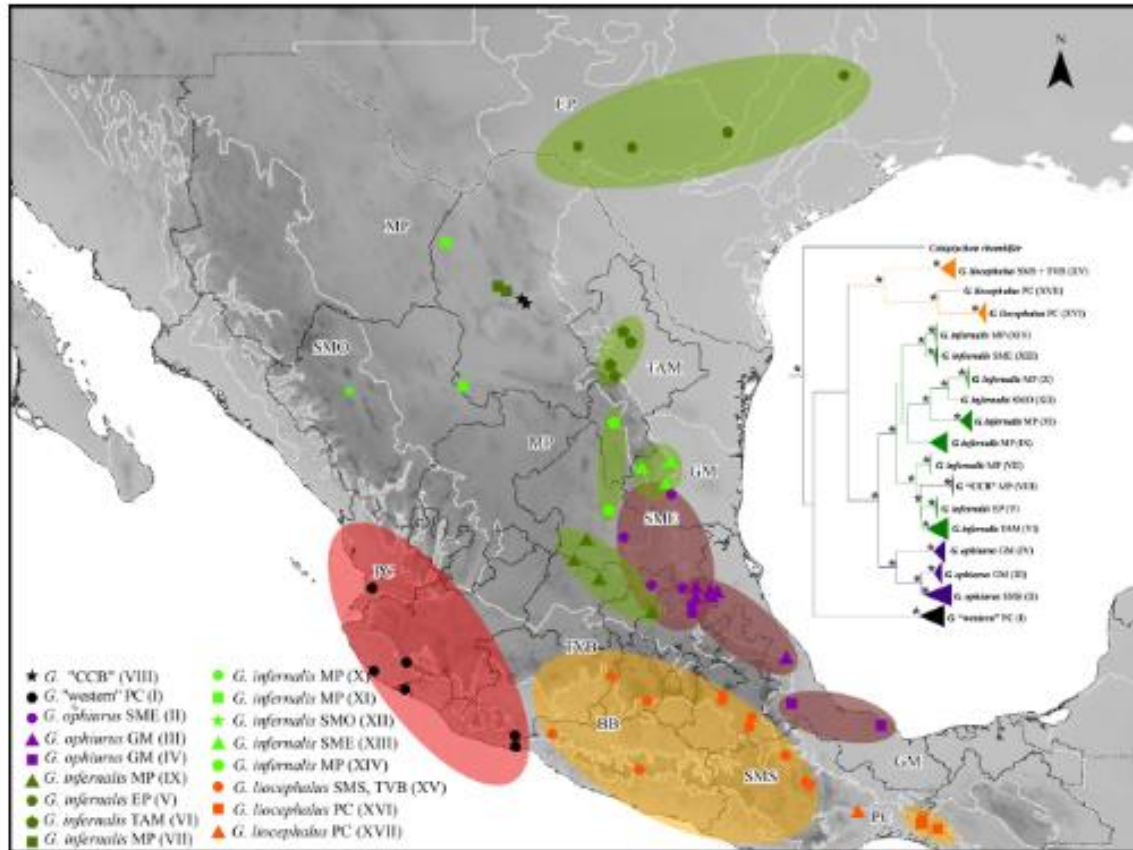 N
EP
MP
SMO
TAM
MP
GM
SME
PC
TVB
BB
SMS
GM
PC
G. liocephalus SMS + TVB (XV)
G. liocephalus PC (XVII)
G. liocephalus PC (XVI)
G. infernalis MP (XIV)
G. infernalis SME (XIII)
G. infernalis MP (X)
G. infernalis SMO (XII)
G. infernalis MP (XI)
G. infernalis MP (IX)
G. infernalis MP (VII)
G. "CCB" MP (VIII)
G. infernalis EP (V)
G. infernalis TAM (VI)
G. ophiurus GM (IV)
G. ophiurus GM (III)
G. ophiurus SME (II)
G. "western" PC (I)
G. "CCB" (VIII)
G. "western" PC (I)
G. ophiurus SME (II)
G. ophiurus GM (III)
G. ophiurus GM (IV)
G. infernalis MP (IX)
G. infernalis EP (V)
G. infernalis TAM (VI)
G. infernalis MP (VII)
G. infernalis MP (X)
G. infernalis MP (XI)
G. infernalis SMO (XII)
G. infernalis SME (XIII)
G. infernalis MP (XIV)
G. liocephalus SMS, TVB (XV)
G. liocephalus PC (XVI)
G. liocephalus PC (XVII)